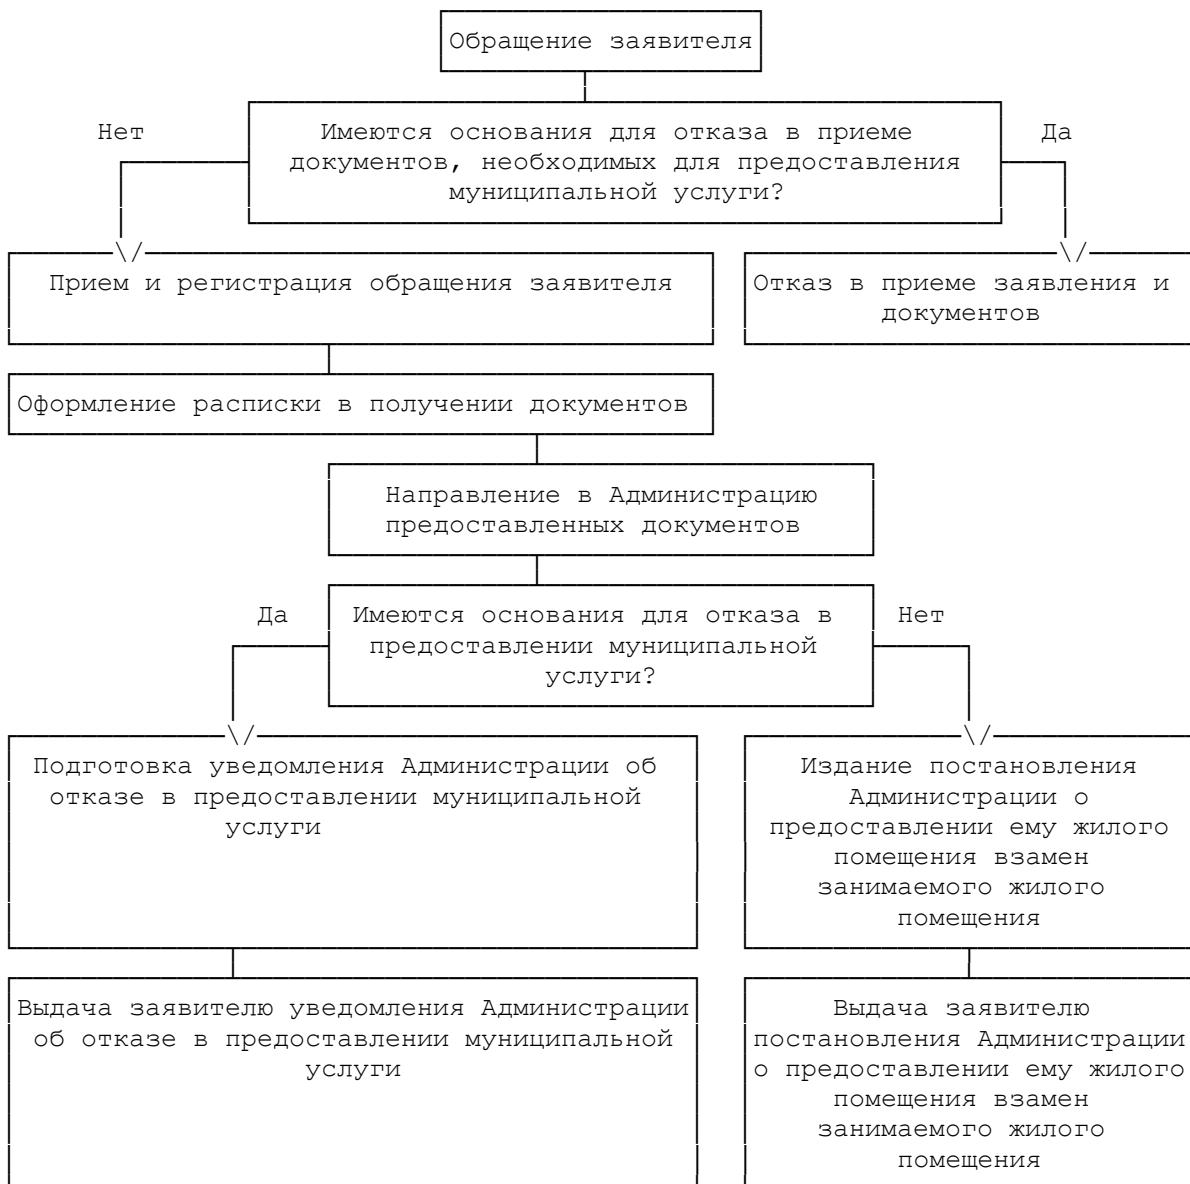 Обращение заявителя
Нет
Имеются основания для отказа в приеме
документов, необходимых для предоставления
муниципальной услуги?
Да
Прием и регистрация обращения заявителя
Отказ в приеме заявления и
документов
Оформление расписки в получении документов
Направление в Администрацию
предоставленных документов
Да
Имеются основания для отказа в
предоставлении муниципальной
услуги?
Нет
Подготовка уведомления Администрации об
отказе в предоставлении муниципальной
услуги
Издание постановления
Администрации о
предоставлении ему жилого
помещения взамен
занимаемого жилого
помещения
Выдача заявителю уведомления Администрации
об отказе в предоставлении муниципальной
услуги
Выдача заявителю
постановления Администрации
о предоставлении ему жилого
помещения взамен
занимаемого жилого
помещения